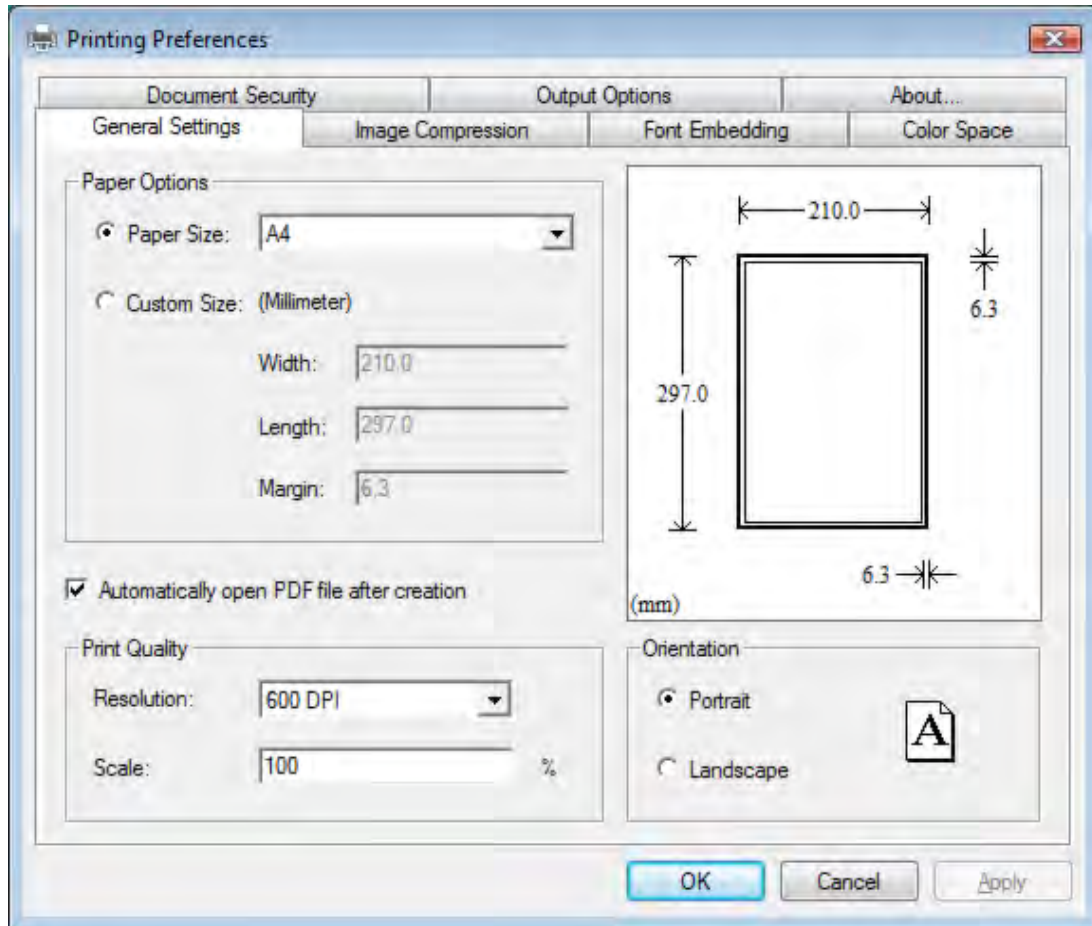 Printing Preferences
Document Security Output Options About...
General Settings Image Compression Font Embedding Color Space
Paper Options
Paper Size: A4
Custom Size: (Millimeter)
Width: 210.0
Length: 297.0
Margin: 6.3
210.0
6.3
297.0
6.3
(mm)
Automatically open PDF file after creation
Print Quality
Resolution: 600 DPI
Scale: 100 %
Orientation
Portrait
A
Landscape
OK Cancel Apply